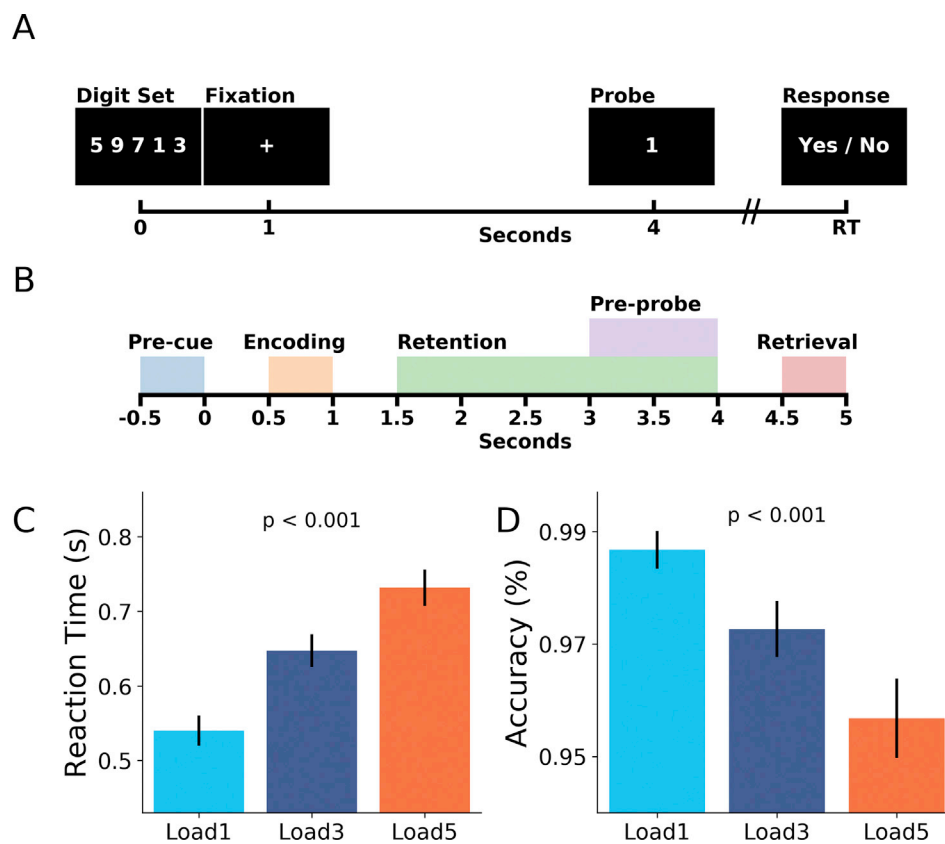 A
Digit Set Fixation Probe Response
5 9 7 1 3 + 1 Yes / No
0 1 4 RT
Seconds
B
Pre-probe
Pre-cue Encoding Retention Retrieval
-0.5 0 0.5 1 1.5 2 2.5 3 3.5 4 4.5 5
Seconds
C
p < 0.001
Reaction Time (s)
0.8
0.7
0.6
0.5
Load1 Load3 Load5
D
p < 0.001
Accuracy (%)
0.99
0.97
0.95
Load1 Load3 Load5